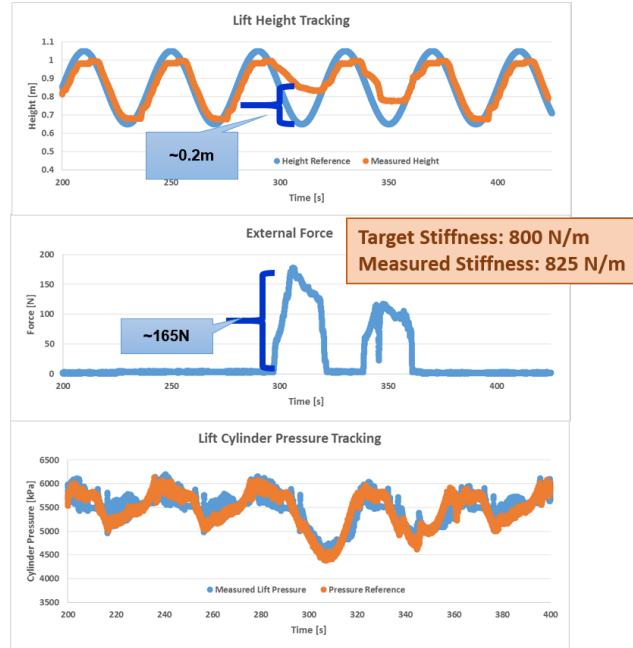 Lift Height Tracking
1.1
1
0.9
0.8
0.7
0.6
0.5
0.4
Height [m]
~0.2m
Height Reference
Measured Height
200
250
300
350
400
Time [s]
External Force
Target Stiffness: 800 N/m
Measured Stiffness: 825 N/m
200
150
100
50
0
Force [N]
~165N
200
250
300
350
400
Time [s]
Lift Cylinder Pressure Tracking
6500
6000
5500
5000
4500
4000
3500
Cylinder Pressure [kPa]
Measured Lift Pressure
Pressure Reference
200
220
240
260
280
300
320
340
360
380
400
Time [s]